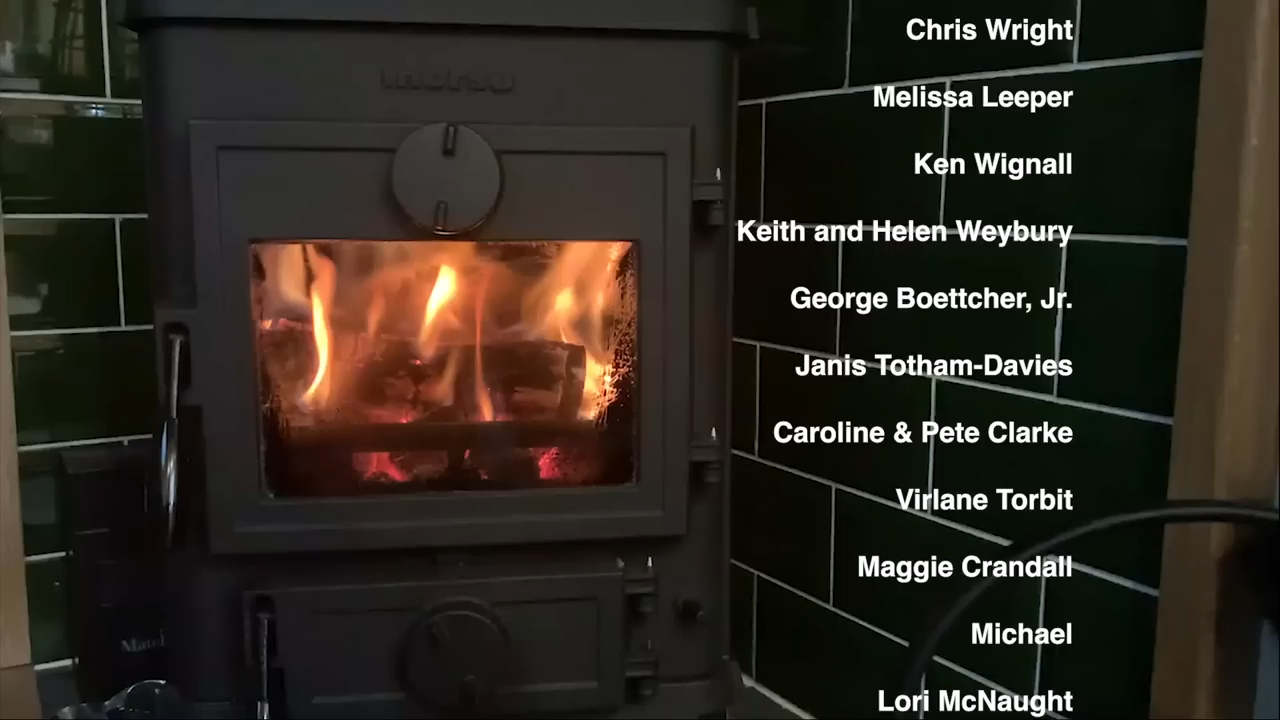 morsø
Chris Wright
Melissa Leeper
Ken Wignall
Keith and Helen Weybury
George Boettcher, Jr.
Janis Totham-Davies
Caroline & Pete Clarke
Virlane Torbit
Maggie Crandall
Michael
Lori McNaught